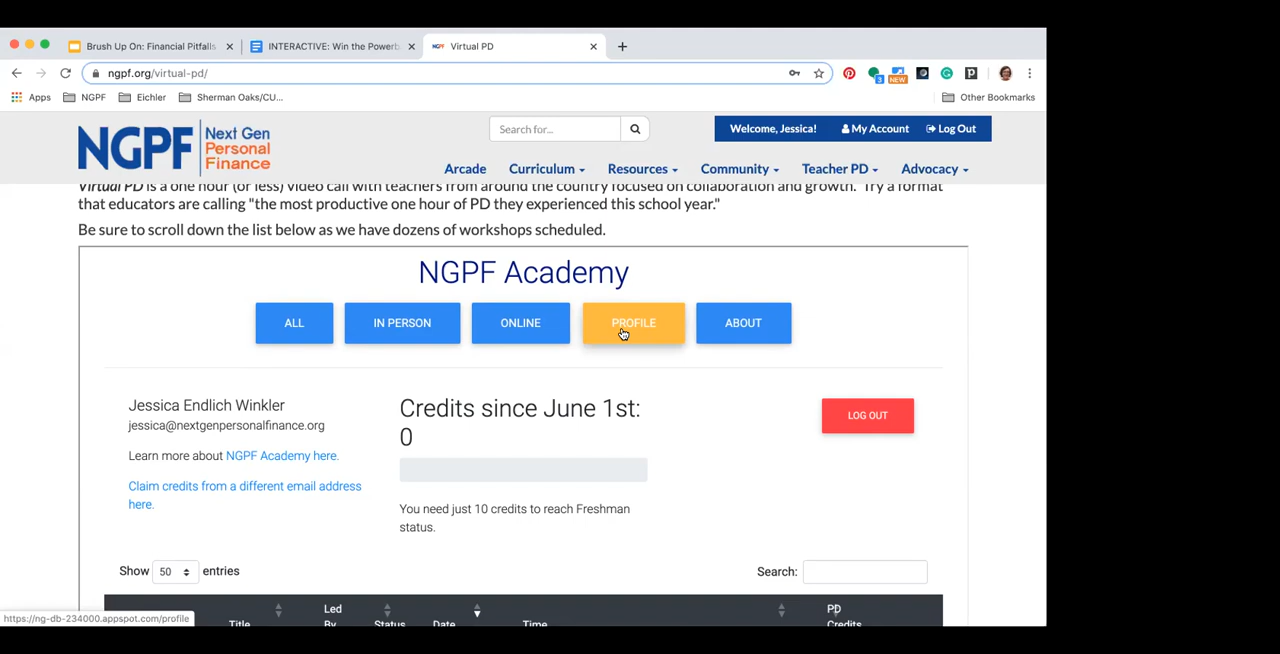 Brush Up On: Financial Pitfalls
INTERACTIVE: Win the Powerb
Virtual PD
ngpf.org/virtual-pd/
3
NEW
Apps
NGPF
Eichler
Sherman Oaks/CU...
Other Bookmarks
NGPF
Next Gen
Personal
Finance
Search for...
Welcome, Jessica!
My Account
Log Out
Arcade
Curriculum
Resources
Community
Teacher PD
Advocacy
Virtual PD is a one hour (or less) video call with teachers from around the country focused on collaboration and growth. Try a format
that educators are calling "the most productive one hour of PD they experienced this school year."
Be sure to scroll down the list below as we have dozens of workshops scheduled.
NGPF Academy
ALL
IN PERSON
ONLINE
PROFILE
ABOUT
Jessica Endlich Winkler
jessica@nextgenpersonalfinance.org
Learn more about NGPF Academy here.
Claim credits from a different email address
here.
Credits since June 1st:
0
You need just 10 credits to reach Freshman
status.
LOG OUT
Show 50 entries
Search:
Title
Led
By
Status
Date
Time
PD
Credits
https://ng-db-234000.appspot.com/profile